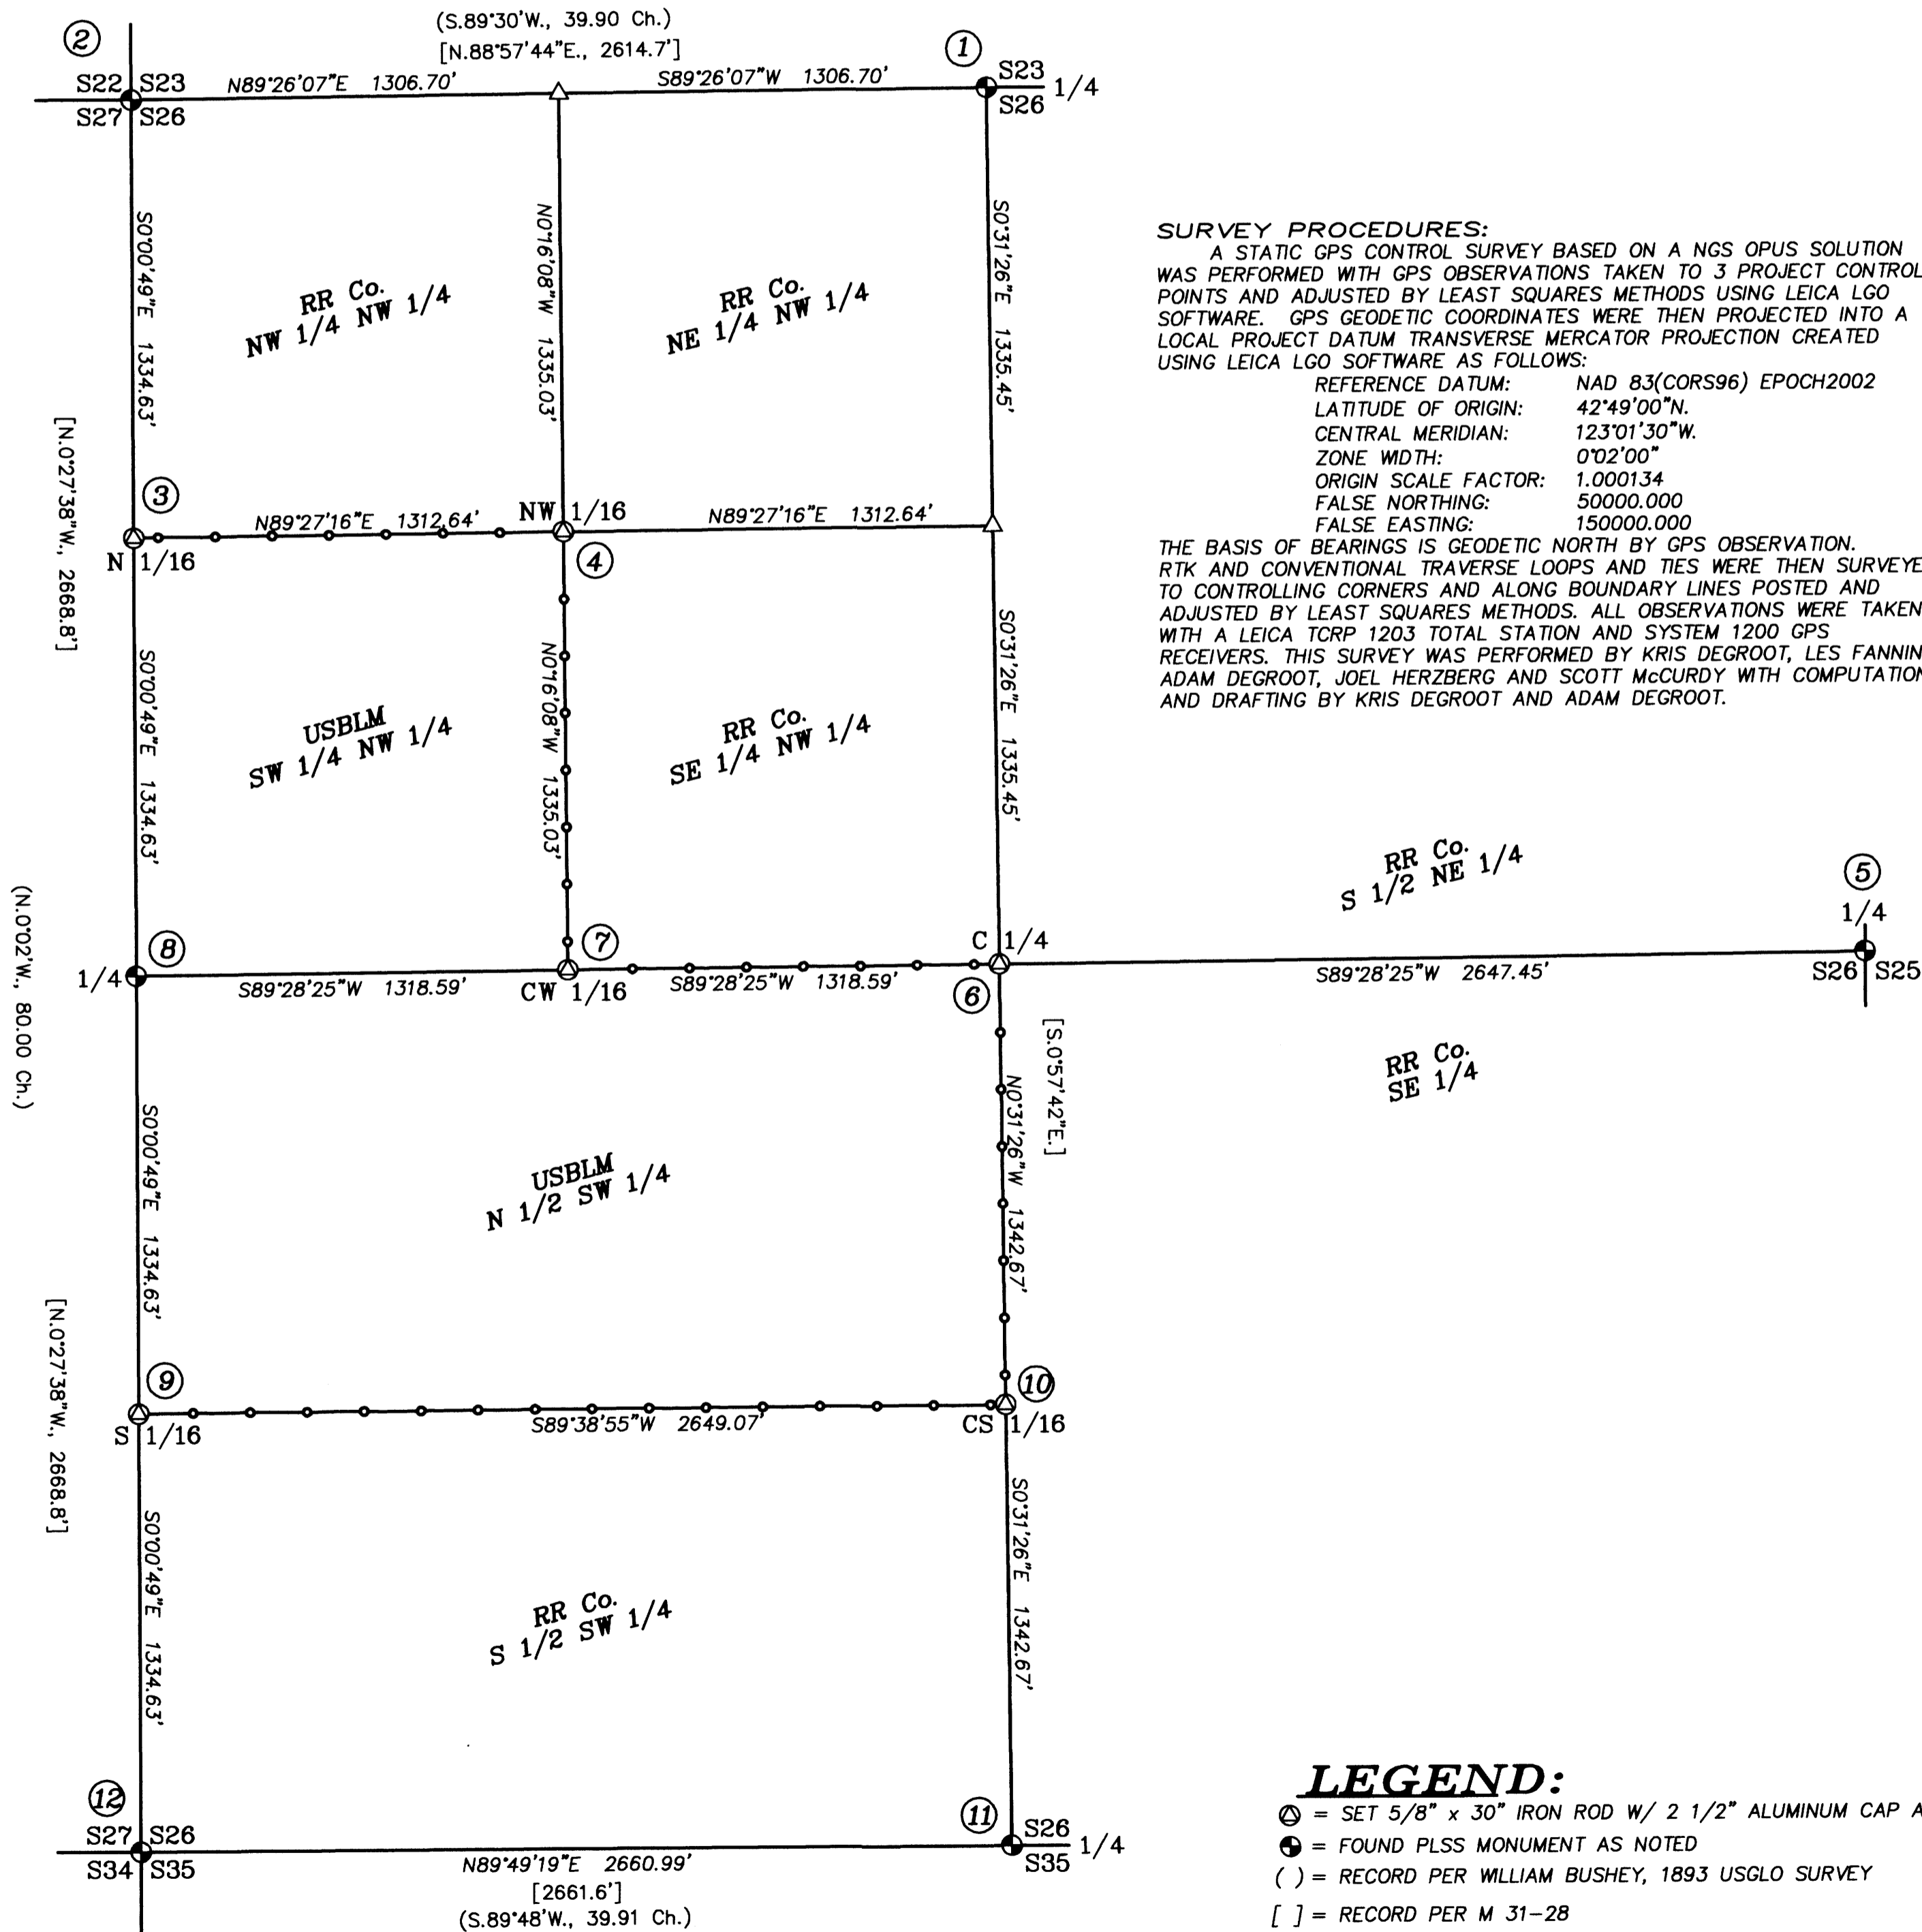 (S.89°30'W., 39.90 Ch.)
[N.88°57'44"E., 2614.7']
2
1
S22 S23
S27 S26
N89°26'07"E 1306.70'
S89°26'07"W 1306.70'
S23
S26
1/4
S0°00'49"E 1334.63'
N0°16'08"W 1335.03'
S0°31'26"E 1335.45'
RR Co.
NW 1/4 NW 1/4
RR Co.
NE 1/4 NW 1/4
[N.0°27'38"W., 2668.8']
3
N 1/16
N89°27'16"E 1312.64'
NW 1/16
4
N89°27'16"E 1312.64'
S0°00'49"E 1334.63'
N0°16'08"W 1335.03'
S0°31'26"E 1335.45'
USBLM
SW 1/4 NW 1/4
RR Co.
SE 1/4 NW 1/4
SURVEY PROCEDURES:
A STATIC GPS CONTROL SURVEY BASED ON A NGS OPUS SOLUTION
WAS PERFORMED WITH GPS OBSERVATIONS TAKEN TO 3 PROJECT CONTROL
POINTS AND ADJUSTED BY LEAST SQUARES METHODS USING LEICA LGO
SOFTWARE. GPS GEODETIC COORDINATES WERE THEN PROJECTED INTO A
LOCAL PROJECT DATUM TRANSVERSE MERCATOR PROJECTION CREATED
USING LEICA LGO SOFTWARE AS FOLLOWS:
REFERENCE DATUM: NAD 83(CORS96) EPOCH2002
LATITUDE OF ORIGIN: 42°49'00"N.
CENTRAL MERIDIAN: 123°01'30"W.
ZONE WIDTH: 0°02'00"
ORIGIN SCALE FACTOR: 1.000134
FALSE NORTHING: 50000.000
FALSE EASTING: 150000.000
THE BASIS OF BEARINGS IS GEODETIC NORTH BY GPS OBSERVATION.
RTK AND CONVENTIONAL TRAVERSE LOOPS AND TIES WERE THEN SURVEYE
TO CONTROLLING CORNERS AND ALONG BOUNDARY LINES POSTED AND
ADJUSTED BY LEAST SQUARES METHODS. ALL OBSERVATIONS WERE TAKEN
WITH A LEICA TCRP 1203 TOTAL STATION AND SYSTEM 1200 GPS
RECEIVERS. THIS SURVEY WAS PERFORMED BY KRIS DEGROOT, LES FANNIN
ADAM DEGROOT, JOEL HERZBERG AND SCOTT McCURDY WITH COMPUTATION
AND DRAFTING BY KRIS DEGROOT AND ADAM DEGROOT.
RR Co.
S 1/2 NE 1/4
5
1/4
S26 S25
8
1/4
S89°28'25"W 1318.59'
7
CW 1/16
S89°28'25"W 1318.59'
C 1/4
6
S89°28'25"W 2647.45'
(N.0°02'W., 80.00 Ch.)
[S.0°57'42"E.]
S0°00'49"E 1334.63'
N0°31'26"W 1342.67'
RR Co.
SE 1/4
USBLM
N 1/2 SW 1/4
[N.0°27'38"W., 2668.8']
9
S 1/16
S89°38'55"W 2649.07'
10
CS 1/16
S0°00'49"E 1334.63'
S0°31'26"E 1342.67'
RR Co.
S 1/2 SW 1/4
12
S27 S26
S34 S35
11
S26
S35
1/4
N89°49'19"E 2660.99'
[2661.6']
(S.89°48'W., 39.91 Ch.)
LEGEND:
= SET 5/8" x 30" IRON ROD W/ 2 1/2" ALUMINUM CAP A
= FOUND PLSS MONUMENT AS NOTED
( ) = RECORD PER WILLIAM BUSHEY, 1893 USGLO SURVEY
[ ] = RECORD PER M 31-28